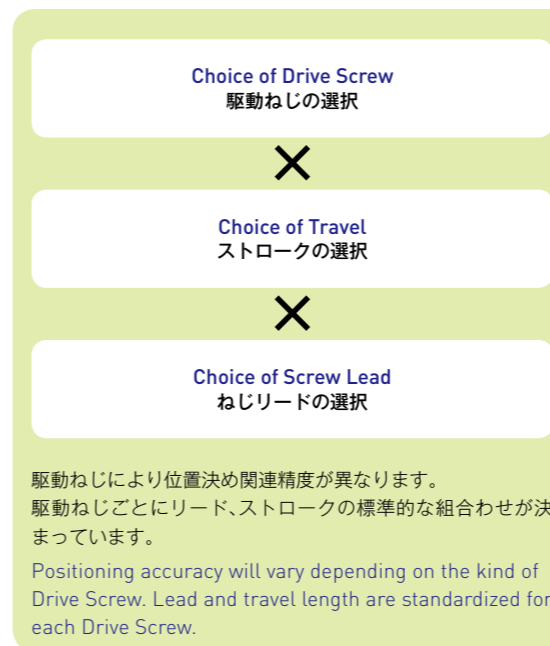 Choice of Drive Screw
駆動ねじの選択
×
Choice of Travel
ストロークの選択
×
Choice of Screw Lead
ねじリードの選択
駆動ねじにより位置決め関連精度が異なります。
駆動ねじごとにリード、ストロークの標準的な組合わせが決
まっています。
Positioning accuracy will vary depending on the kind of
Drive Screw. Lead and travel length are standardized for
each Drive Screw.